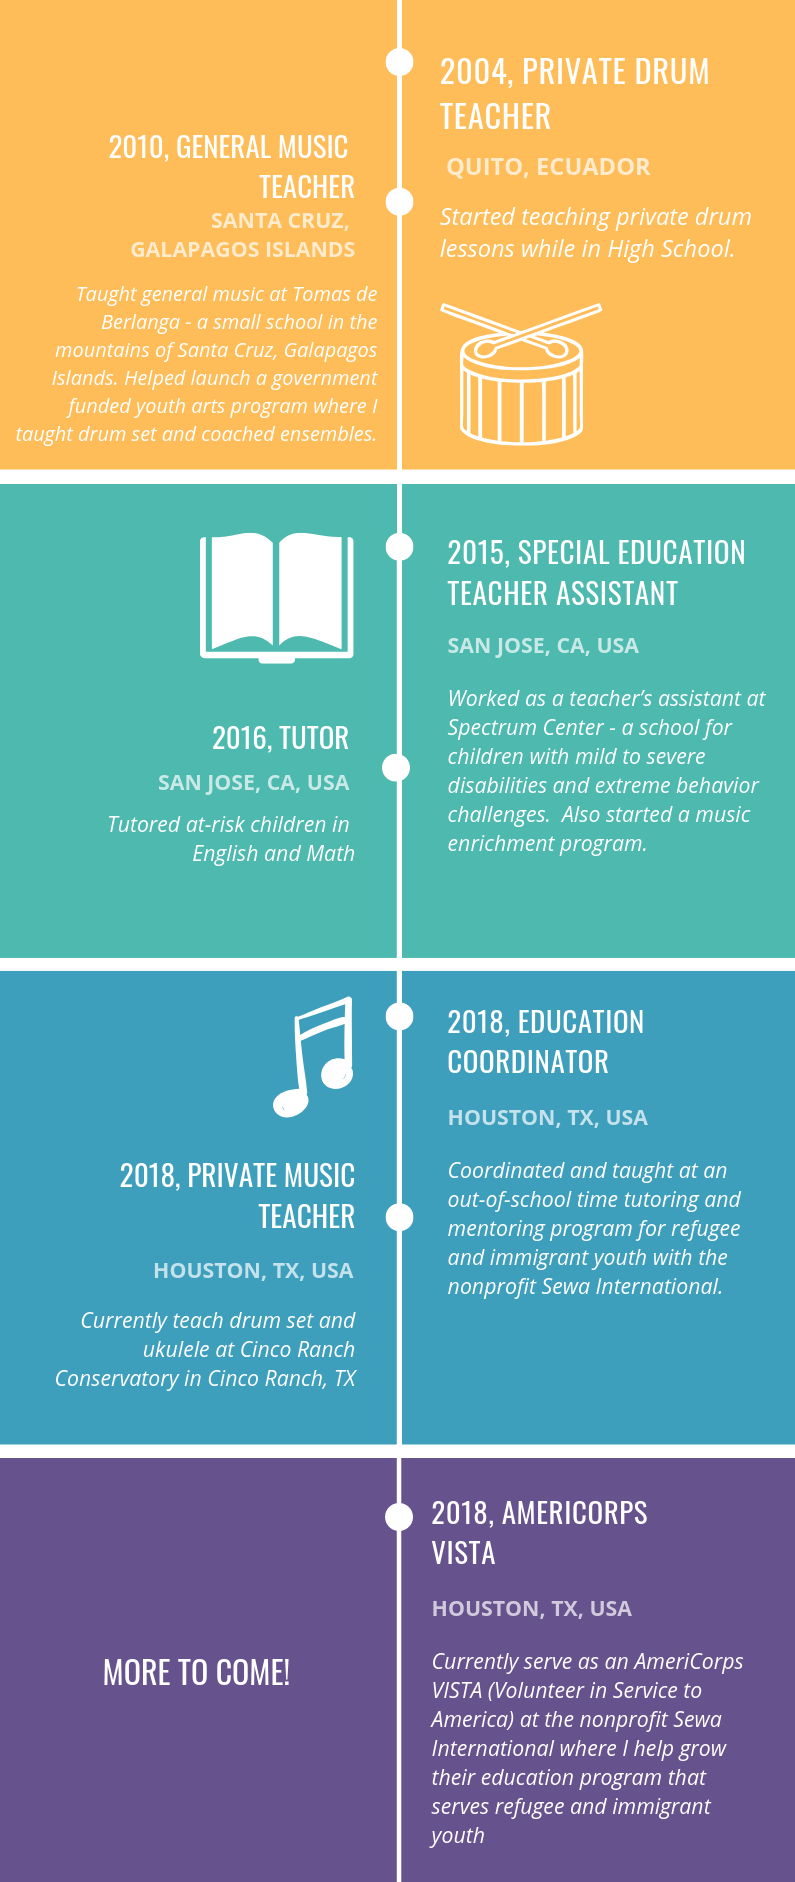 2004, PRIVATE DRUM
TEACHER
QUITO, ECUADOR
Started teaching private drum
lessons while in High School.
2010, GENERAL MUSIC
TEACHER
SANTA CRUZ,
GALAPAGOS ISLANDS
Taught general music at Tomas de
Berlanga - a small school in the
mountains of Santa Cruz, Galapagos
Islands. Helped launch a government
funded youth arts program where I
taught drum set and coached ensembles.
2015, SPECIAL EDUCATION
TEACHER ASSISTANT
SAN JOSE, CA, USA
Worked as a teacher’s assistant at
Spectrum Center - a school for
children with mild to severe
disabilities and extreme behavior
challenges.  Also started a music
enrichment program.
2016, TUTOR
SAN JOSE, CA, USA
Tutored at-risk children in
English and Math
2018, EDUCATION
COORDINATOR
HOUSTON, TX, USA
Coordinated and taught at an
out-of-school time tutoring and
mentoring program for refugee
and immigrant youth with the
nonprofit Sewa International.
2018, PRIVATE MUSIC
TEACHER
HOUSTON, TX, USA
Currently teach drum set and
ukulele at Cinco Ranch
Conservatory in Cinco Ranch, TX
2018, AMERICORPS
VISTA
HOUSTON, TX, USA
Currently serve as an AmeriCorps
VISTA (Volunteer in Service to
America) at the nonprofit Sewa
International where I help grow
their education program that
serves refugee and immigrant
youth
MORE TO COME!